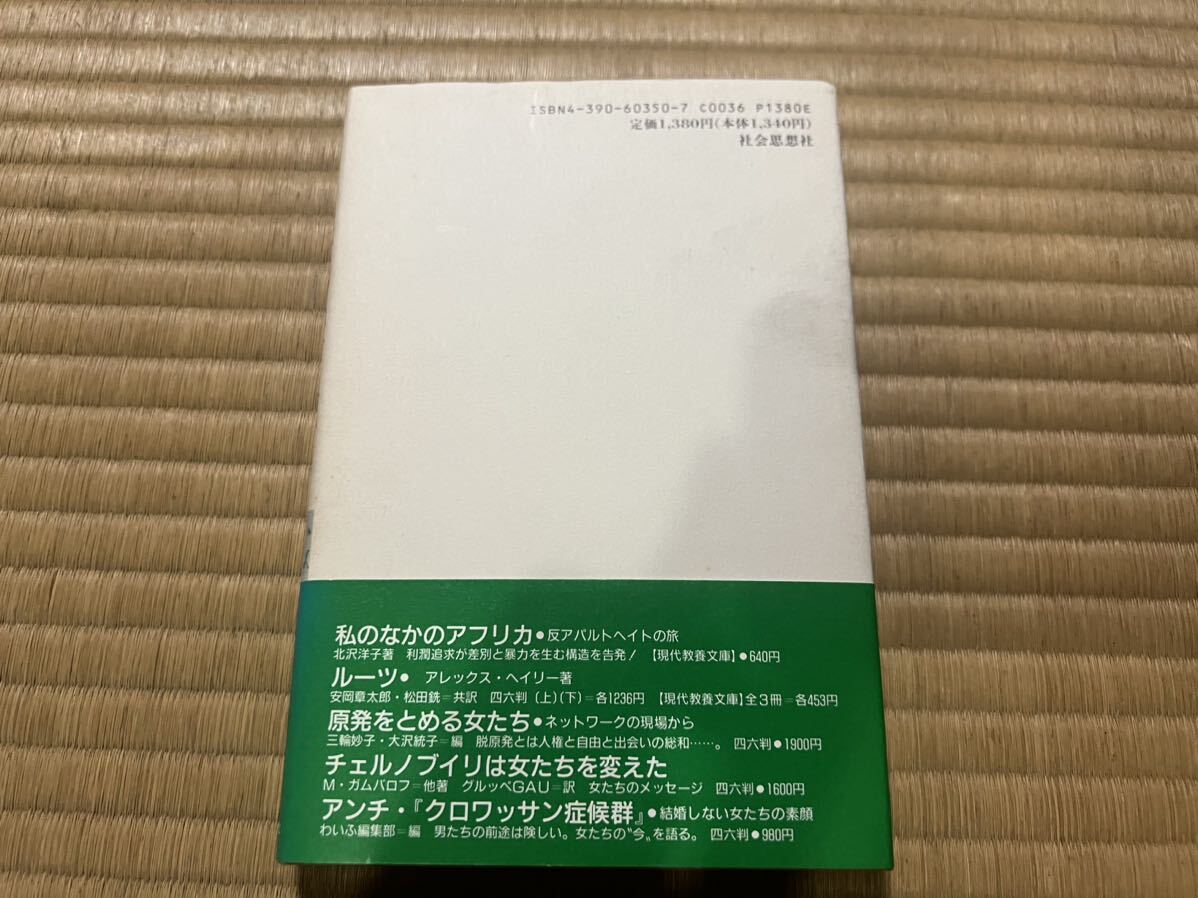 ISBN4-390-60350-7 C0036 P1380E
定価1,380円(本体1,340円)
社会思想社
私のなかのアフリカ●反アパルトヘイトの旅
北沢洋子著 利潤追求が差別と暴力を生む構造を告発！【現代教養文庫】●640円
ルーツ● アレックス・ヘイリー著
安岡章太郎・松田銑＝共訳 四六判〔上〕〔下〕＝各1236円 【現代教養文庫】全3冊＝各453円
原発をとめる女たち●ネットワークの現場から
三輪妙子・大沢統子＝編 脱原発とは人権と自由と出会いの総和……。 四六判●1900円
チェルノブイリは女たちを変えた
M・ガムバロフ＝他著 グルッペGAU＝訳 女たちのメッセージ 四六判●1600円
アンチ・『クロワッサン症候群』●結婚しない女たちの素顔
わいふ編集部＝編 男たちの前途は険しい。女たちの〝今〟を語る。 四六判●980円